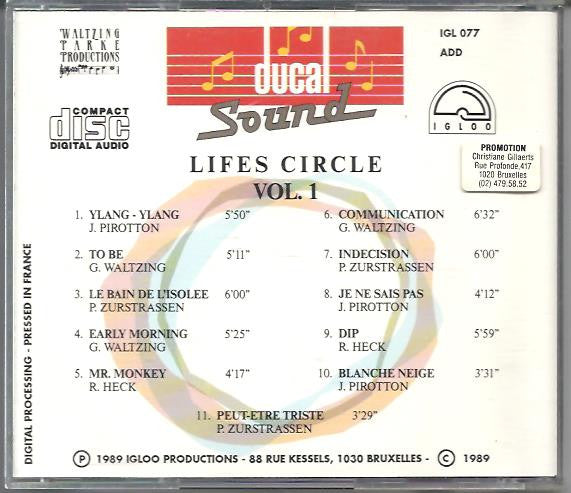 WALTZING
PARKE
PRODUCTIONS
ducal
Sound
IGL 077
ADD
COMPACT
disc
DIGITAL AUDIO
IGLOO
PROMOTION
Christiane Gillaerts
Rue Profonde,417
1020 Bruxelles
(02) 479.58.52
LIFES CIRCLE
VOL. 1
1. YLANG - YLANG 5'50"
J. PIROTTON
2. TO BE 5'11"
G. WALTZING
3. LE BAIN DE L'ISOLEE 6'00"
P. ZURSTRASSEN
4. EARLY MORNING 5'25"
G. WALTZING
5. MR. MONKEY 4'17"
R. HECK
6. COMMUNICATION 6'32"
G. WALTZING
7. INDECISION 6'00"
P. ZURSTRASSEN
8. JE NE SAIS PAS 4'12"
J. PIROTTON
9. DIP 5'59"
R. HECK
10. BLANCHE NEIGE 3'31"
J. PIROTTON
11. PEUT-ETRE TRISTE 3'29"
P. ZURSTRASSEN
DIGITAL PROCESSING - PRESSED IN FRANCE
Ⓟ 1989 IGLOO PRODUCTIONS - 88 RUE KESSELS, 1030 BRUXELLES - © 1989